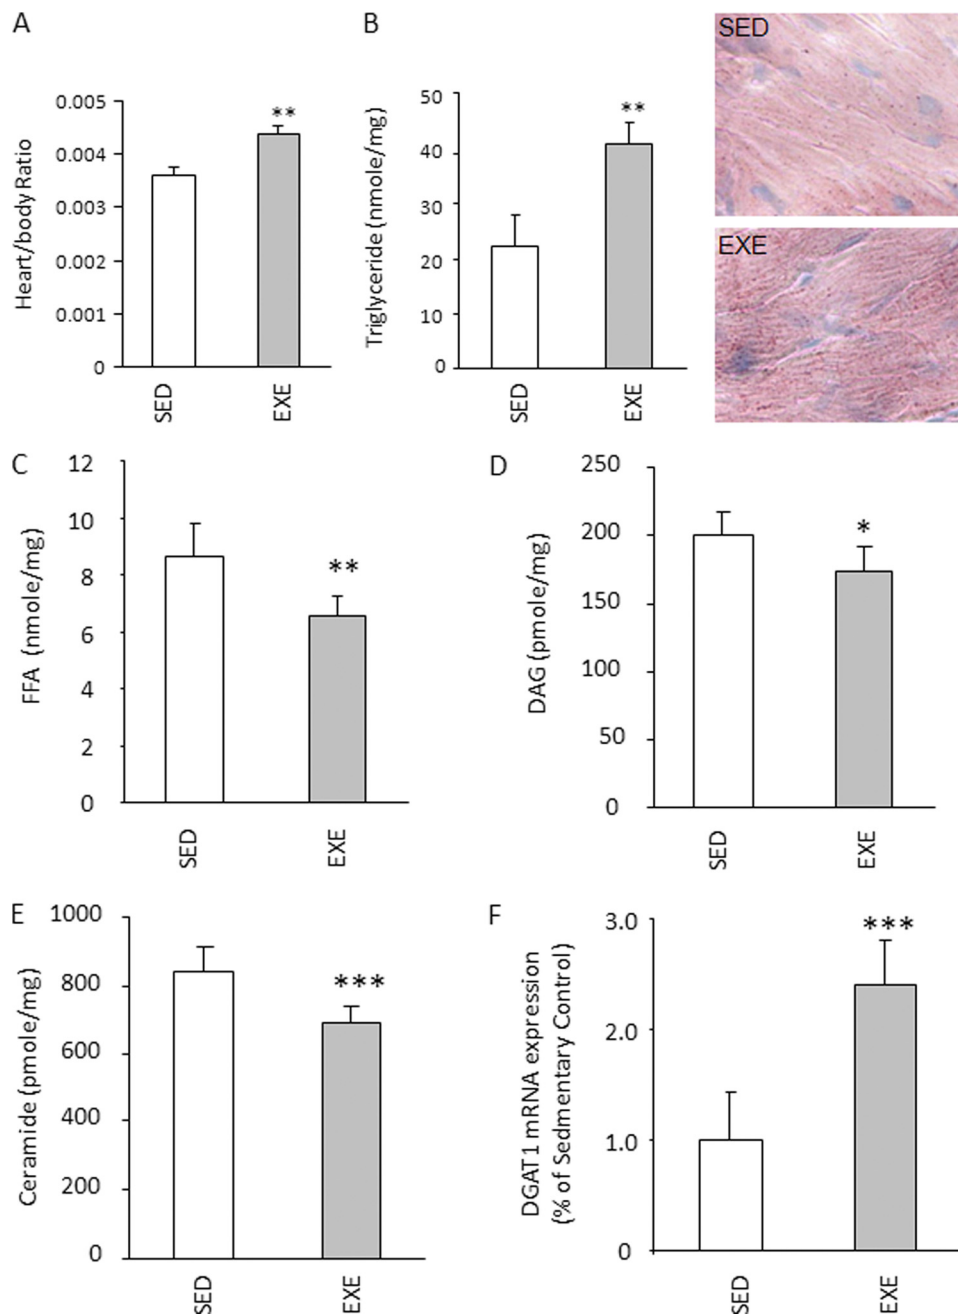 A
Heart/body Ratio
0.005
0.004
0.003
0.002
0.001
0
**
SED
EXE
B
Triglyceride (nmole/mg)
50
40
30
20
10
0
**
SED
EXE
SED
EXE
C
FFA (nmole/mg)
12
10
8
6
4
2
0
**
SED
EXE
D
DAG (pmole/mg)
250
200
150
100
50
0
*
SED
EXE
E
Ceramide (pmole/mg)
1000
800
600
400
200
0
***
SED
EXE
F
DGAT1 mRNA expression
(% of Sedmentary Control)
3.0
2.0
1.0
0
***
SED
EXE